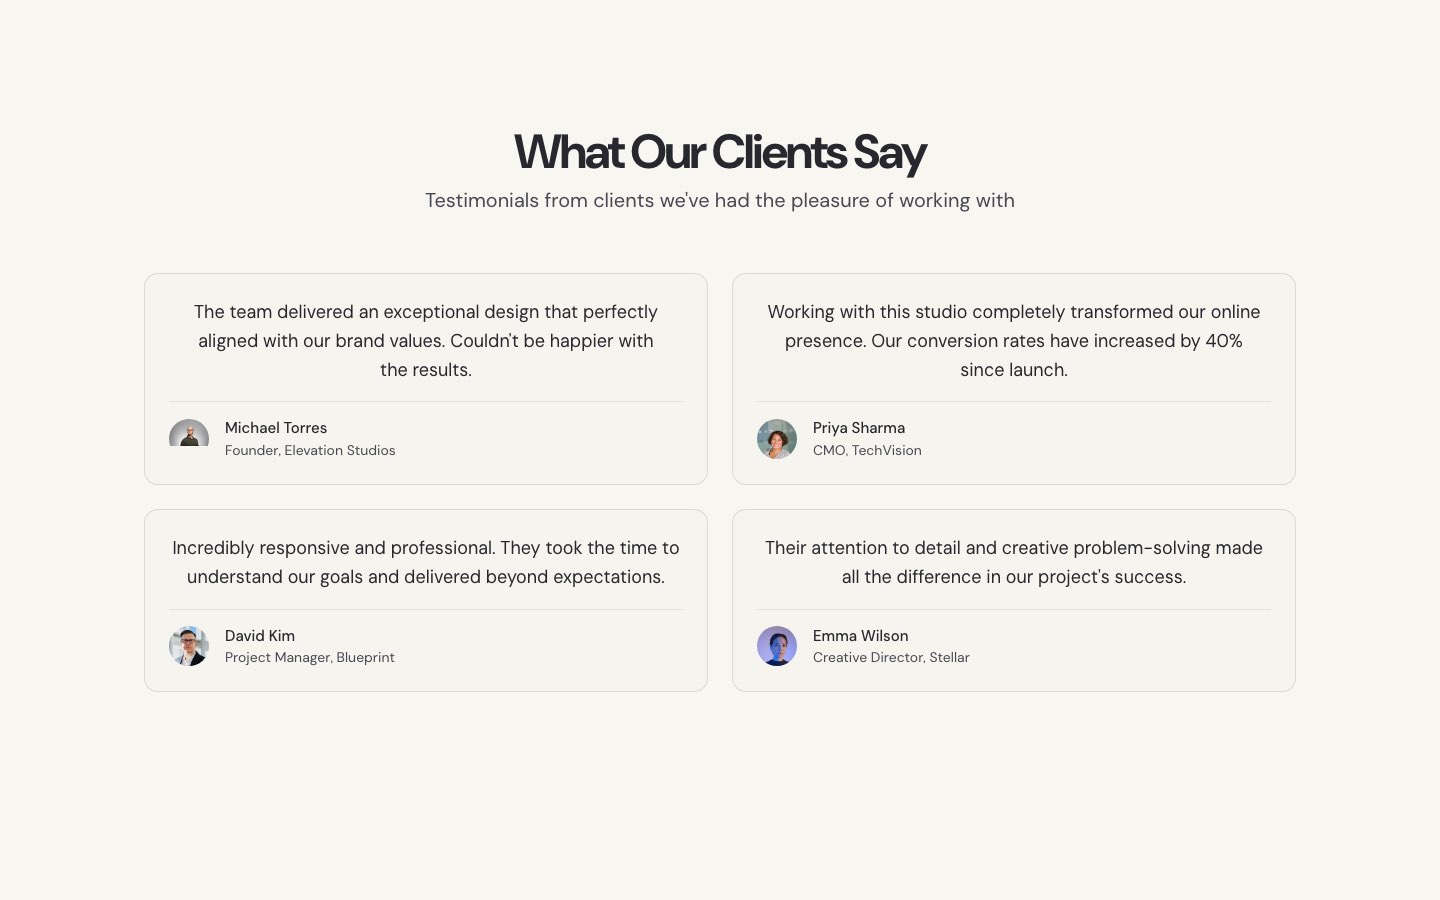 What Our Clients Say
Testimonials from clients we've had the pleasure of working with
The team delivered an exceptional design that perfectly
aligned with our brand values. Couldn't be happier with
the results.
Michael Torres
Founder, Elevation Studios
Working with this studio completely transformed our online
presence. Our conversion rates have increased by 40%
since launch.
Priya Sharma
CMO, TechVision
Incredibly responsive and professional. They took the time to
understand our goals and delivered beyond expectations.
David Kim
Project Manager, Blueprint
Their attention to detail and creative problem-solving made
all the difference in our project's success.
Emma Wilson
Creative Director, Stellar